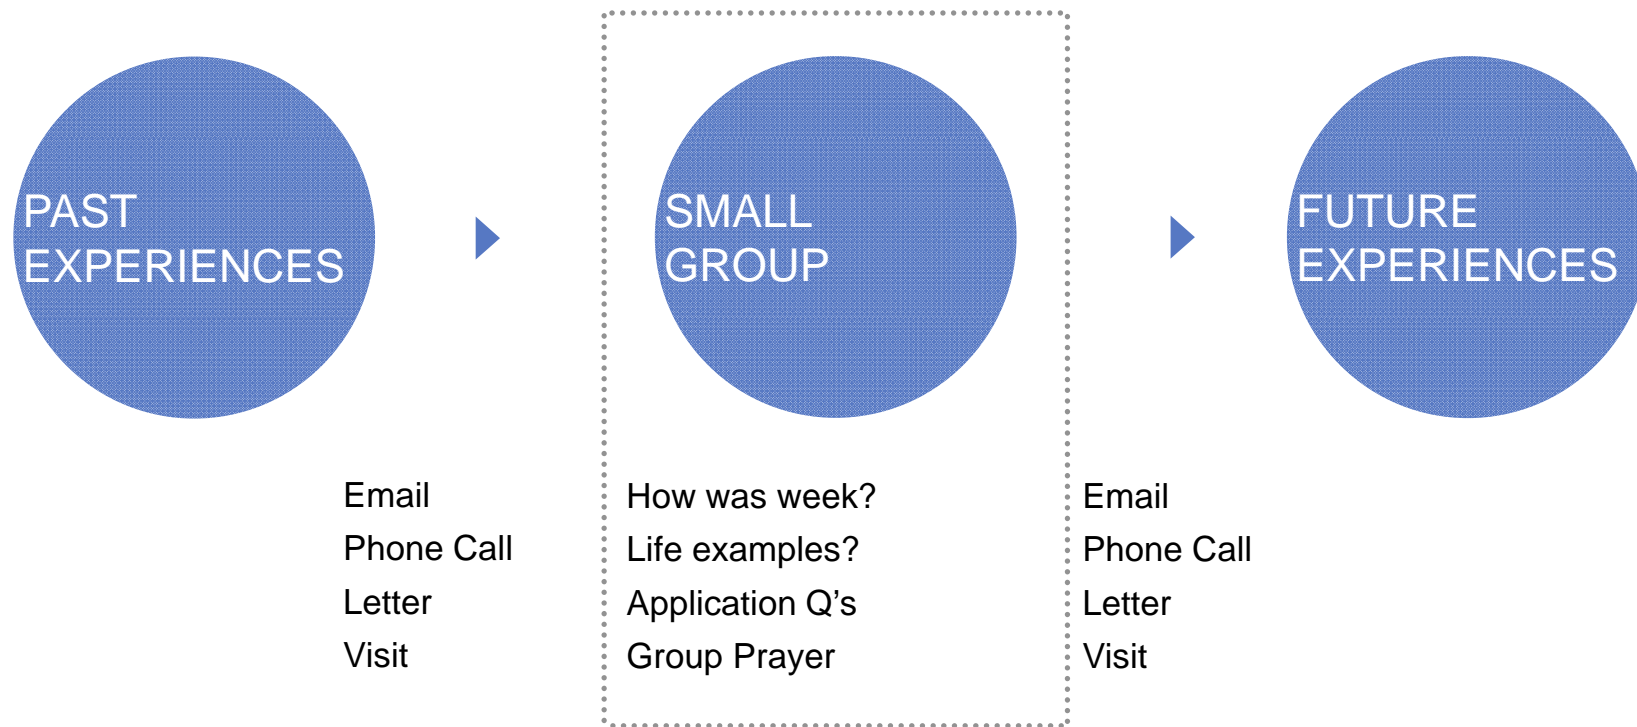 PAST
EXPERIENCES
SMALL
GROUP
FUTURE
EXPERIENCES
Email
Phone Call
Letter
Visit
How was week?
Life examples?
Application Q’s
Group Prayer
Email
Phone Call
Letter
Visit